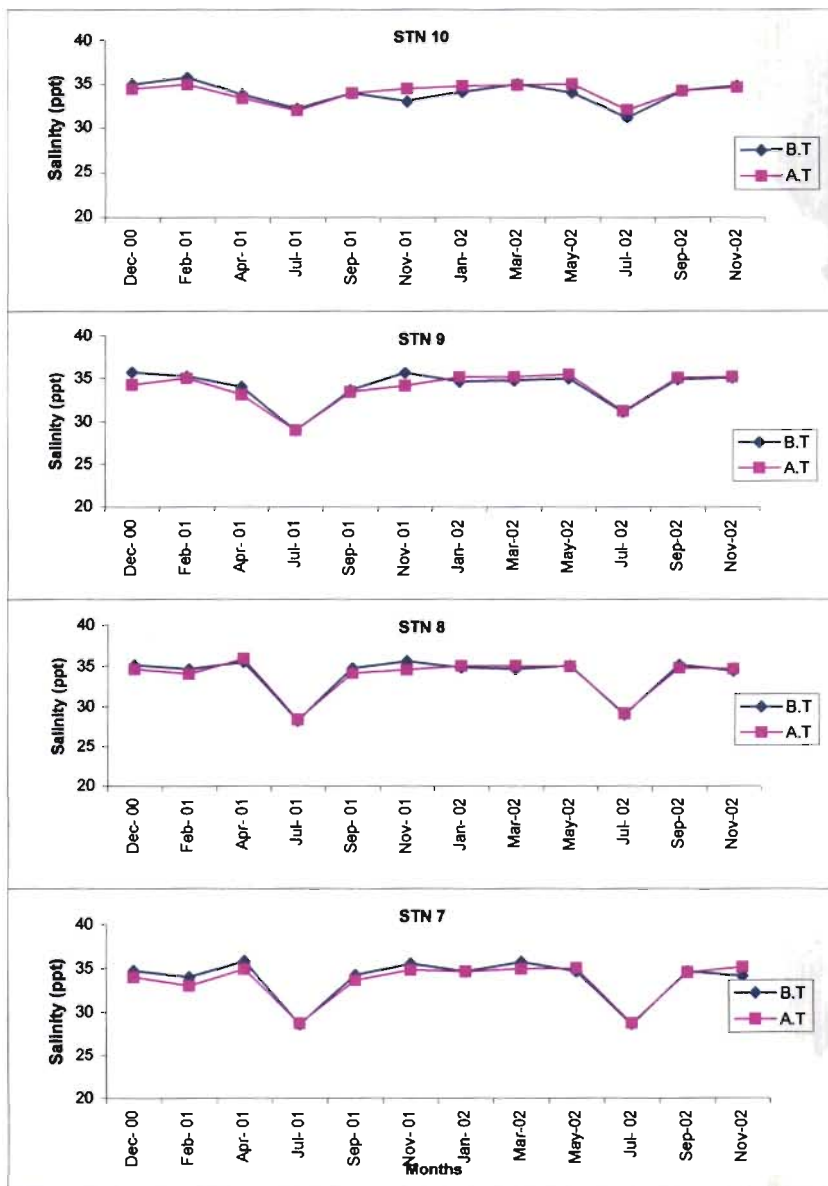 STN 10
Salinity (ppt)
40
35
30
25
20
Dec- 00
Feb- 01
Apr- 01
Jul- 01
Sep- 01
Nov- 01
Jan- 02
Mar- 02
May-02
Jul- 02
Sep-02
Nov-02
B.T
A.T
STN 9
Salinity (ppt)
40
35
30
25
20
Dec- 00
Feb- 01
Apr- 01
Jul- 01
Sep- 01
Nov- 01
Jan- 02
Mar- 02
May-02
Jul- 02
Sep-02
Nov-02
B.T
A.T
STN 8
Salinity (ppt)
40
35
30
25
20
Dec- 00
Feb- 01
Apr- 01
Jul- 01
Sep- 01
Nov- 01
Jan- 02
Mar- 02
May-02
Jul- 02
Sep-02
Nov-02
B.T
A.T
STN 7
Salinity (ppt)
40
35
30
25
20
Dec- 00
Feb- 01
Apr- 01
Jul- 01
Sep- 01
Nov- 01
Jan- 02
Mar- 02
May-02
Jul- 02
Sep-02
Nov-02
B.T
A.T
Months